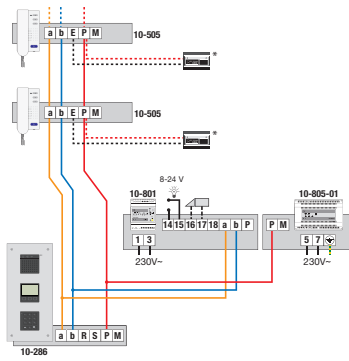 a b E P M
10-505
*
a b E P M
10-505
*
8-24 V
10-801
10-805-01
14 15 16 17 18 a b P
P M
1 3
5 7
230V~
230V~
a b R S P M
10-286